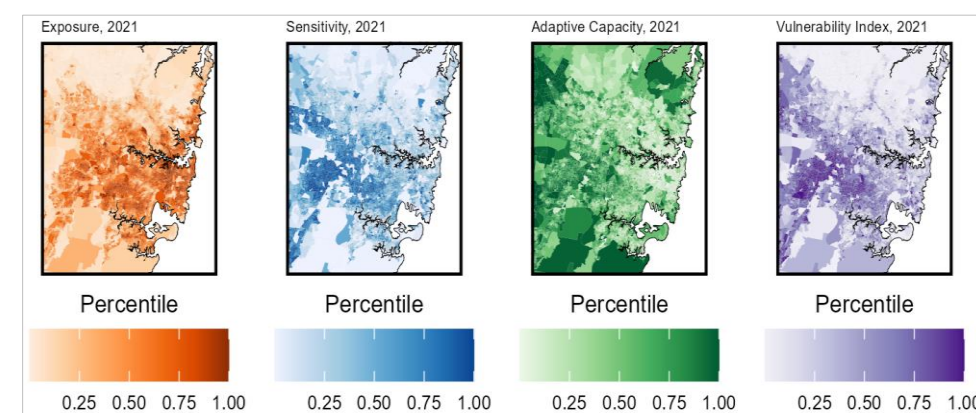 Exposure, 2021
Sensitivity, 2021
Adaptive Capacity, 2021
Vulnerability Index, 2021
Percentile
Percentile
Percentile
Percentile
0.25 0.50 0.75 1.00
0.25 0.50 0.75 1.00
0.25 0.50 0.75 1.00
0.25 0.50 0.75 1.00